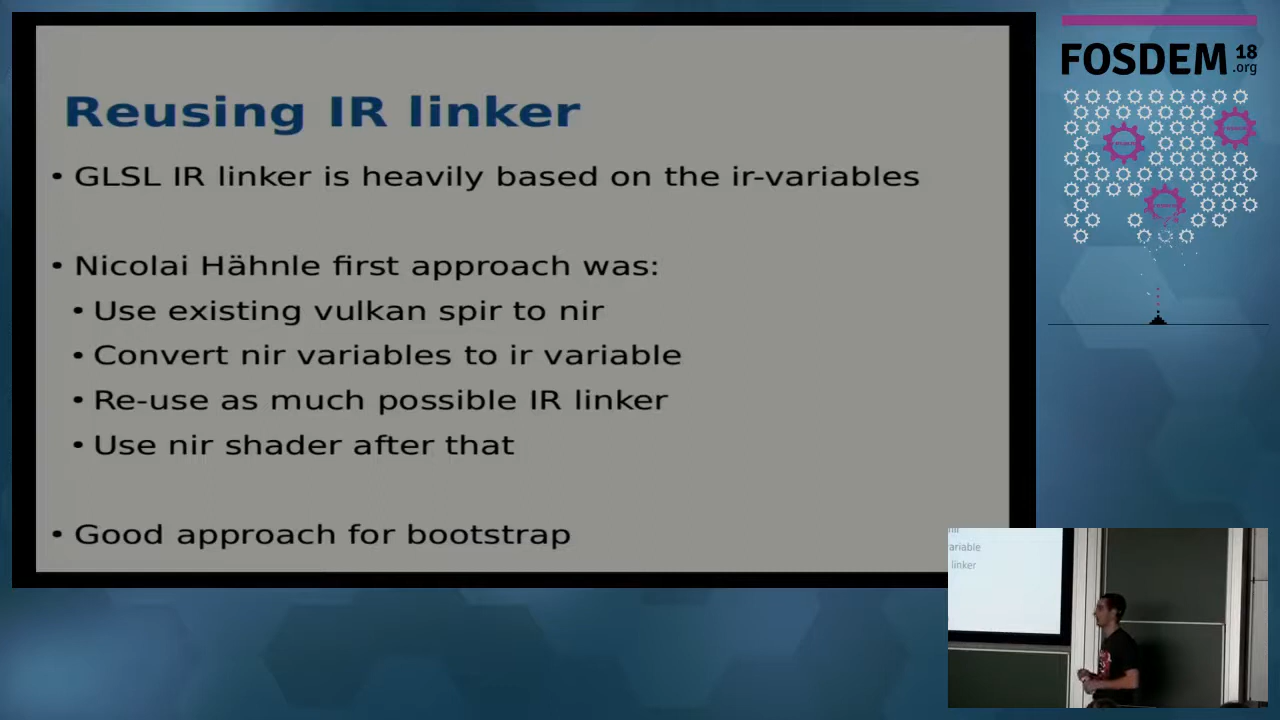 Reusing IR linker
• GLSL IR linker is heavily based on the ir-variables
• Nicolai Hähnle first approach was:
• Use existing vulkan spir to nir
• Convert nir variables to ir variable
• Re-use as much possible IR linker
• Use nir shader after that
• Good approach for bootstrap
FOSDEM 18
.org
ariable
linker